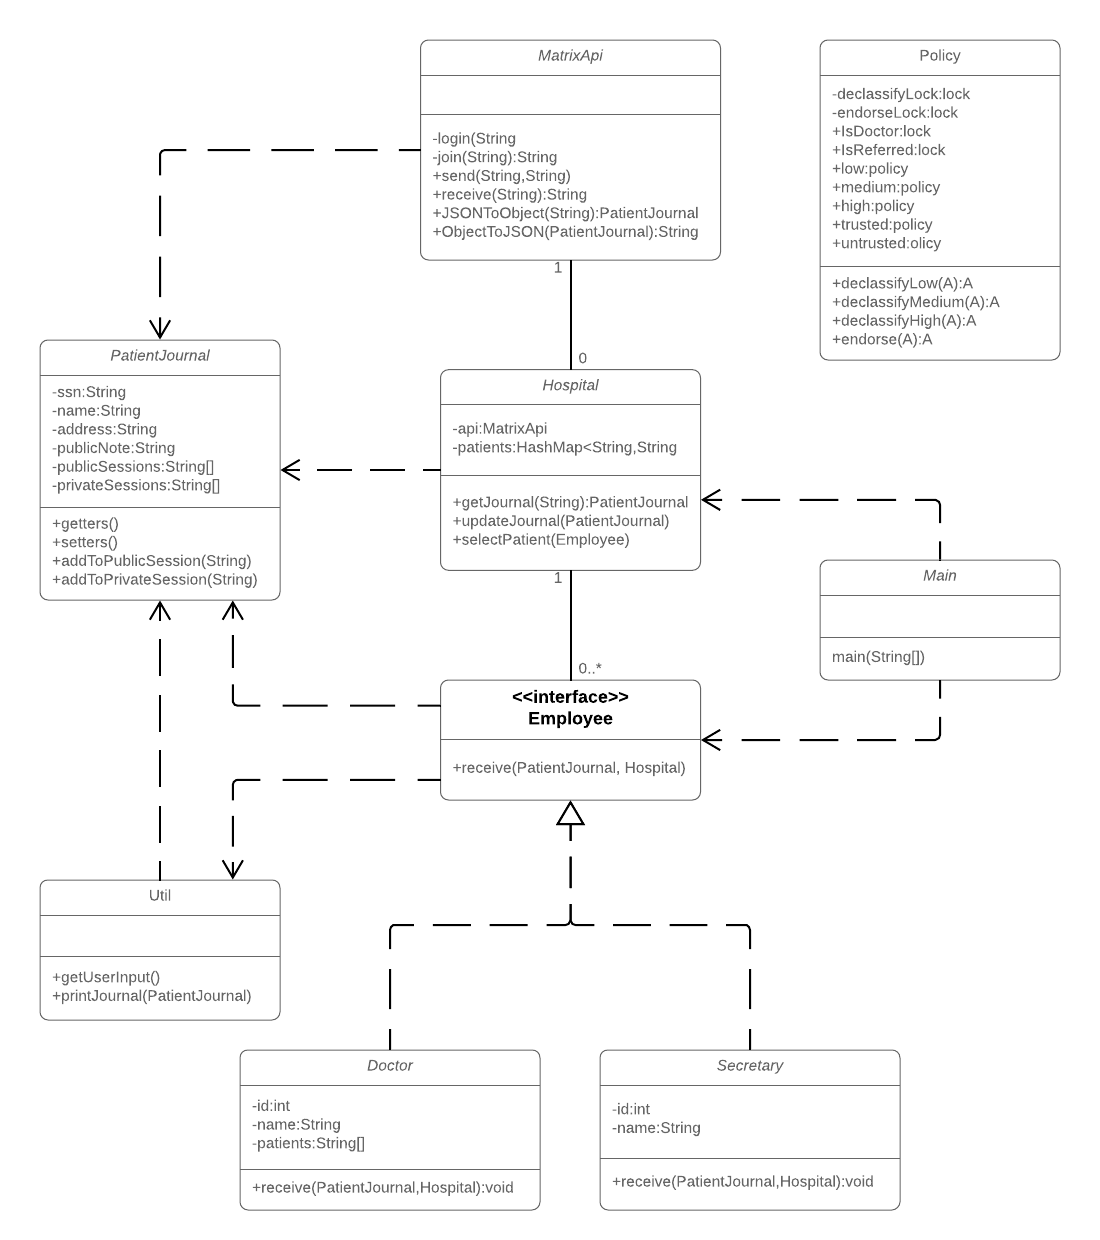 MatrixApi
-login(String
-join(String):String
+send(String,String)
+receive(String):String
+JSONToObject(String):PatientJournal
+ObjectToJSON(PatientJournal):String
Policy
-declassifyLock:lock
-endorseLock:lock
+IsDoctor:lock
+IsReferred:lock
+low:policy
+medium:policy
+high:policy
+trusted:policy
+untrusted:olicy
+declassifyLow(A):A
+declassifyMedium(A):A
+declassifyHigh(A):A
+endorse(A):A
1
0
PatientJournal
-ssn:String
-name:String
-address:String
-publicNote:String
-publicSessions:String[]
-privateSessions:String[]
+getters()
+setters()
+addToPublicSession(String)
+addToPrivateSession(String)
Hospital
-api:MatrixApi
-patients:HashMap<String,String
+getJournal(String):PatientJournal
+updateJournal(PatientJournal)
+selectPatient(Employee)
1
0..*
Main
main(String[])
<<interface>>
Employee
+receive(PatientJournal, Hospital)
Util
+getUserInput()
+printJournal(PatientJournal)
Doctor
-id:int
-name:String
-patients:String[]
+receive(PatientJournal,Hospital):void
Secretary
-id:int
-name:String
+receive(PatientJournal,Hospital):void